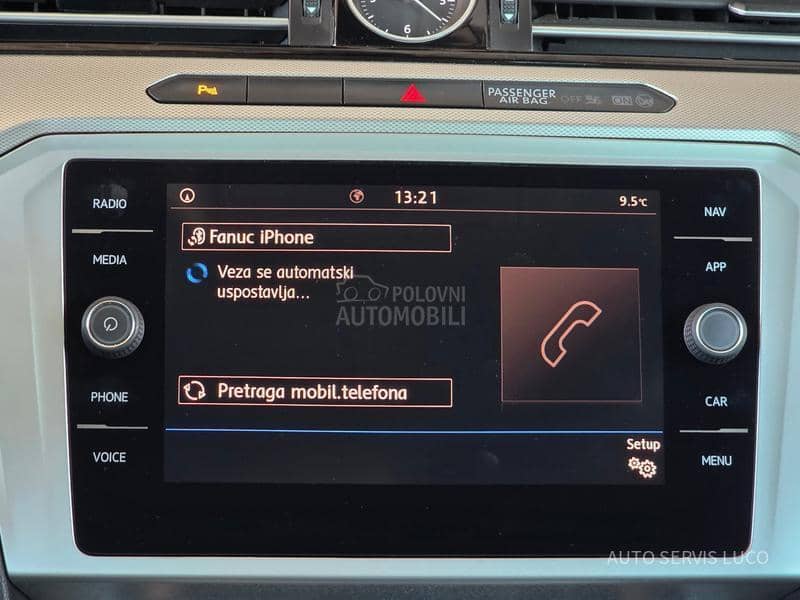 6
P
PASSENGER
AIR BAG
OFF
ON
RADIO
MEDIA
PHONE
VOICE
13:21
9.5°C
Fanuc iPhone
Veza se automatski
uspostavlja...
Pretraga mobil.telefona
Setup
NAV
APP
CAR
MENU
POLOVNI
AUTOMOBILI
AUTO SERVIS LUCO